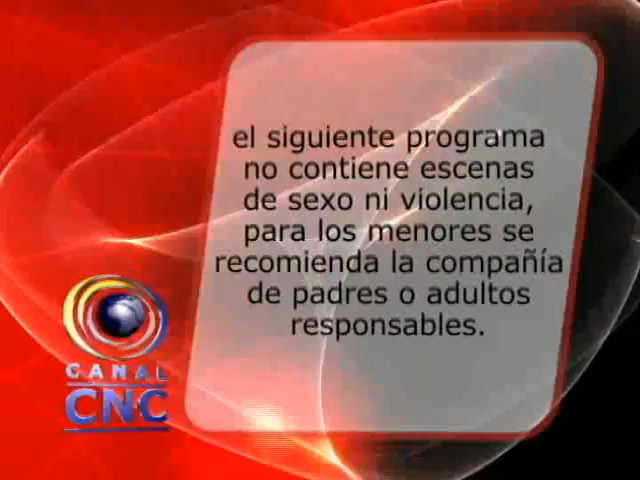 el siguiente programa
no contiene escenas
de sexo ni violencia,
para los menores se
recomienda la compañía
de padres o adultos
responsables.
CANAL
CNC